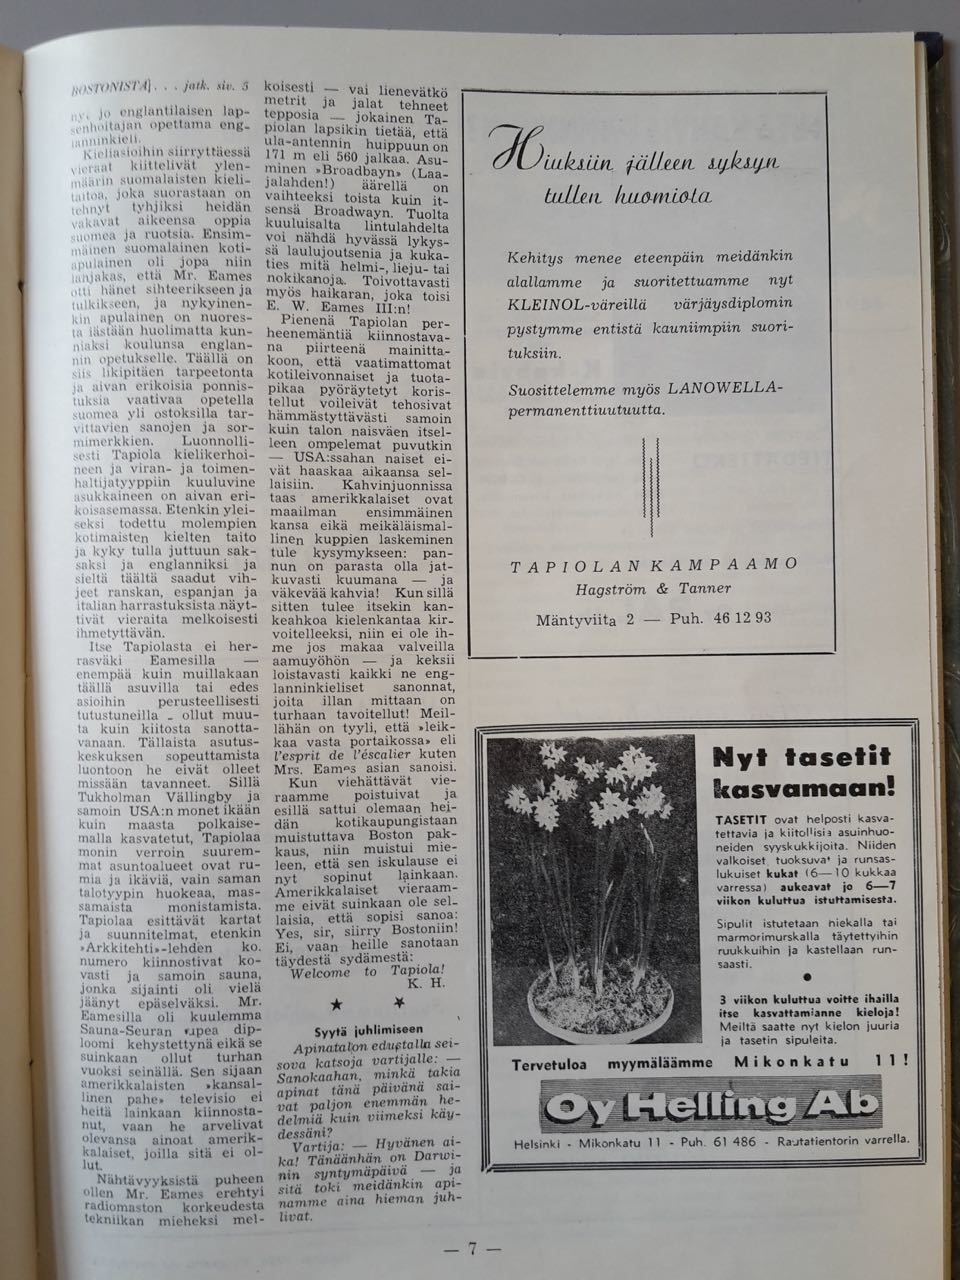 BOSTONISTA]. . . jatk. siv. 5
ny, jo englantilaisen lap-
senhoitajan opettama eng-
lanninkieli.
Kieliasioihin siirryttäessä
vieraat kiittelivät ylen-
määrin suomalaisten kieli-
taitoa, joka suorastaan on
tehnyt tyhjiksi heidän
vakavat aikeensa oppia
suomea ja ruotsia. Ensim-
mäinen suomalainen koti-
apulainen oli jopa niin
lahjakas, että Mr. Eames
otti hänet sihteerikseen ja
tulkikseen, ja nykyinen-
kin apulainen on nuores-
ta iästään huolimatta kun-
niaksi koulunsa englan-
nin opetukselle. Täällä on
siis likipitäen tarpeetonta
ja aivan erikoisia ponnis-
tuksia vaativaa opetella
suomea yli ostoksilla tar-
vittavien sanojen ja sor-
mimerkkien. Luonnolli-
sesti Tapiola kielikerhoi-
neen ja viran- ja toimen-
haltijatyyppiin kuuluvine
asukkaineen on aivan eri-
koisasemassa. Etenkin ylei-
seksi todettu molempien
kotimaisten kielten taito
ja kyky tulla juttuun sak-
saksi ja englanniksi ja
sieltä täältä saadut vih-
jeet ranskan, espanjan ja
italian harrastuksista näyt-
tivät vieraita melkoisesti
ihmetyttävän.
Itse Tapiolasta ei her-
rasväki Eamesilla —
enempää kuin muillakaan
täällä asuvilla tai edes
asioihin perusteellisesti
tutustuneilla - ollut muu-
ta kuin kiitosta sanotta-
vanaan. Tällaista asutus-
keskuksen sopeuttamista
luontoon he eivät olleet
missään tavanneet. Sillä
Tukholman Vällingby ja
samoin USA:n monet ikään
kuin maasta polkaise-
malla kasvatetut, Tapiolaa
monin verroin suurem-
mat asuntoalueet ovat ru-
mia ja ikäviä, vain saman
talotyypin huokeaa, mas-
samaista monistamista.
Tapiolaa esittävät kartat
ja suunnitelmat, etenkin
»Arkkitehti»-lehden ko.
numero kiinnostivat ko-
vasti ja samoin sauna,
jonka sijainti oli vielä
jäänyt epäselväksi. Mr.
Eamesilla oli kuulemma
Sauna-Seuran upea dip-
loomi kehystettynä eikä se
suinkaan ollut turhan
vuoksi seinällä. Sen sijaan
amerikkalaisten »kansal-
linen pahe» televisio ei
heitä lainkaan kiinnosta-
nut, vaan he arvelivat
olevansa ainoat amerik-
kalaiset, joilla sitä ei ol-
lut.
Nähtävyyksistä puheen
ollen Mr. Eames erehtyi
radiomaston korkeudesta
tekniikan mieheksi mel-
koisesti — vai lienevätkö
metrit ja jalat tehneet
tepposia — jokainen Ta-
piolan lapsikin tietää, että
ula-antennin huippuun on
171 m eli 560 jalkaa. Asu-
minen »Broadbayn» (Laa-
jalahden!) äärellä on
vaihteeksi toista kuin it-
sensä Broadwayn. Tuolta
kuuluisalta lintulahdelta
voi nähdä hyvässä lykys-
sä laulujoutsenia ja kuka-
ties mitä helmi-, lieju- tai
nokikanoja. Toivottavasti
myös haikaran, joka toisi
E. W. Eames III:n!
Pienenä Tapiolan per-
heenemäntiä kiinnostava-
na piirteenä mainitta-
koon, että vaatimattomat
kotileivonnaiset ja tuota-
pikaa pyöräytetyt koris-
tellut voileivät tehosivat
hämmästyttävästi samoin
kuin talon naisväen itsel-
leen ompelemat puvutkin
— USA:ssahan naiset ei-
vät haaskaa aikaansa sel-
laisiin. Kahvinjuonnissa
taas amerikkalaiset ovat
maailman ensimmäinen
kansa eikä meikäläismal-
linen kuppien laskeminen
tule kysymykseen: pan-
nun on parasta olla jat-
kuvasti kuumana — ja
väkevää kahvia! Kun sillä
sitten tulee itsekin kan-
keahkoa kielenkantaa kir-
voitelleeksi, niin ei ole ih-
me jos makaa valveilla
aamuyöhön — ja keksii
loistavasti kaikki ne eng-
lanninkieliset sanonnat,
joita illan mittaan on
turhaan tavoitellut! Meil-
lähän on tyyli, että »leik-
kaa vasta portaikossa» eli
l'esprit de l'éscalier kuten
Mrs. Eames asian sanoisi.
Kun viehättävät vie-
raamme poistuivat ja
esillä sattui olemaan hei-
dän kotikaupungistaan
muistuttava Boston pak-
kaus, niin muistui mie-
leen, että sen iskulause ei
nyt sopinut lainkaan.
Amerikkalaiset vieraam-
me eivät suinkaan ole sel-
laisia, että sopisi sanoa:
Yes, sir, siirry Bostoniin!
Ei, vaan heille sanotaan
täydestä sydämestä:
Welcome to Tapiola!
K. H.
Syytä juhlimiseen
Apinatalon edustalla sei-
sova katsoja vartijalle: —
Sanokaahan, minkä takia
apinat tänä päivänä sai-
vat paljon enemmän he-
delmiä kuin viimeksi käy-
dessäni?
Vartija: — Hyvänen ai-
ka! Tänäänhän on Darwi-
nin syntymäpäivä — ja
sitä toki meidänkin api-
namme aina hieman juh-
livat.
Hiuksiin jälleen syksyn
tullen huomiota
Kehitys menee eteenpäin meidänkin
alallamme ja suoritettuamme nyt
KLEINOL-väreillä värjäysdiplomin
pystymme entistä kauniimpiin suori-
tuksiin.
Suosittelemme myös LANOWELLA-
permanenttiuutuutta.
TAPIOLAN KAMPAAMO
Hagström & Tanner
Mäntyviita 2 — Puh. 46 12 93
Nyt tasetit
kasvamaan!
TASETIT ovat helposti kasva-
tettavia ja kiitollisia asuinhuo-
neiden syyskukkijoita. Niiden
valkoiset tuoksuvat ja runsas-
lukuiset kukat (6—10 kukkaa
varressa) aukeavat jo 6—7
viikon kuluttua istuttamisesta.
Sipulit istutetaan hiekalla tai
marmorimurskalla täytettyihin
ruukkuihin ja kastellaan run-
saasti.
3 viikon kuluttua voitte ihailla
itse kasvattamianne kieloja!
Meiltä saatte nyt kielon juuria
ja tasetin sipuleita.
Tervetuloa myymäläämme Mikonkatu 11!
Oy Helling Ab
Helsinki - Mikonkatu 11 - Puh. 61 486 - Rautatientorin varrella.
— 7 —